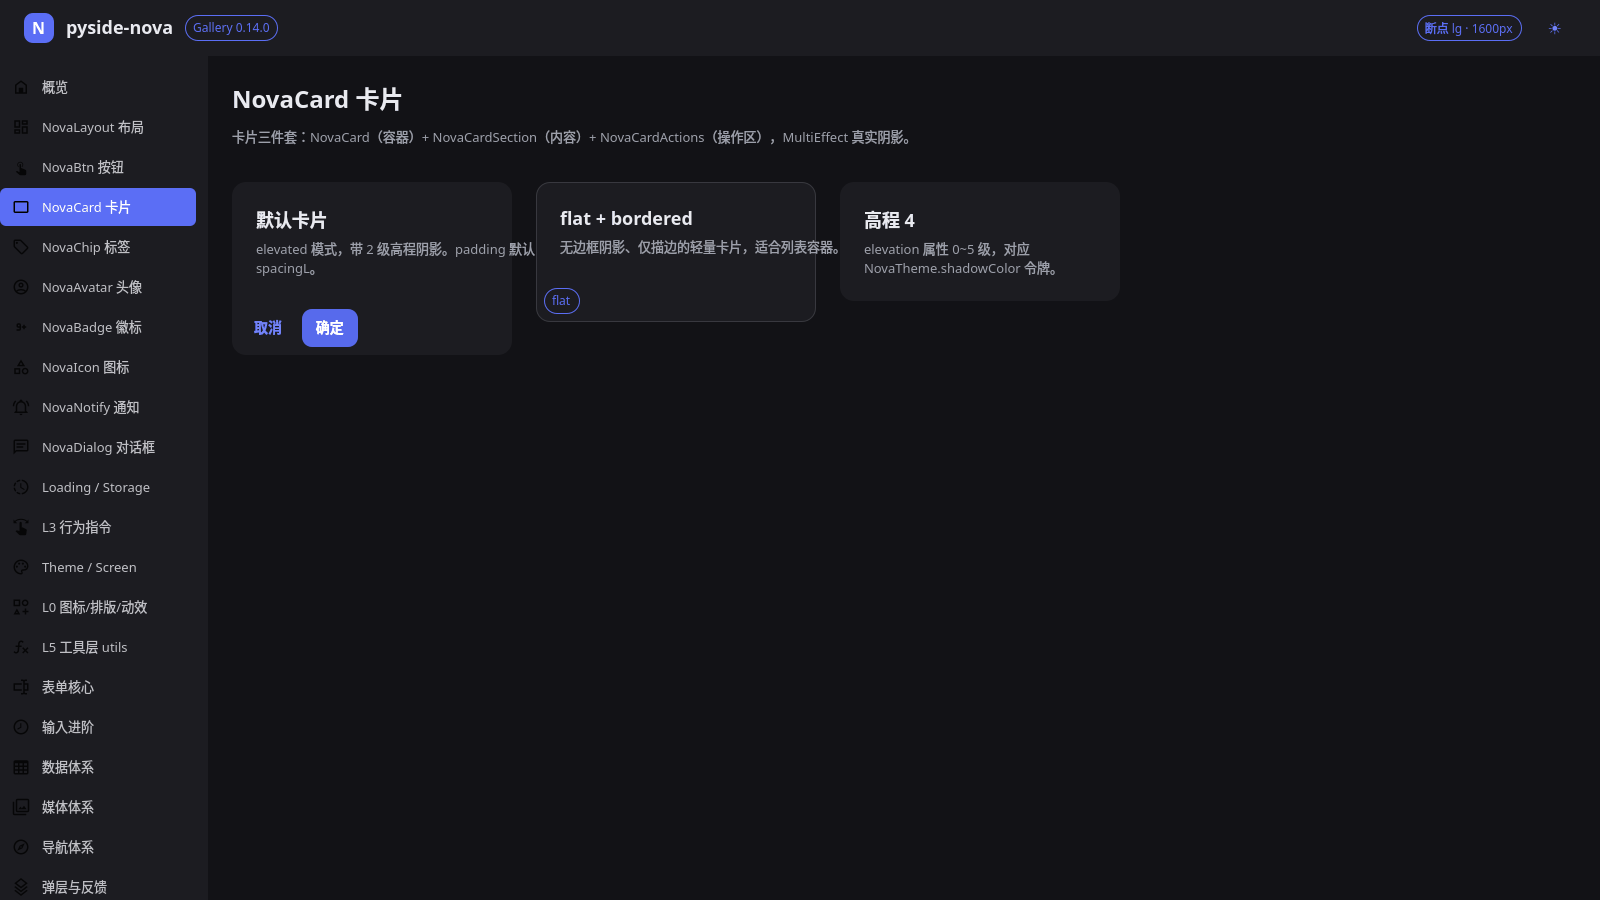 N pyside-nova Gallery 0.14.0
断点 lg · 1600px
概览
NovaLayout 布局
NovaBtn 按钮
NovaCard 卡片
NovaChip 标签
NovaAvatar 头像
9+ NovaBadge 徽标
NovaIcon 图标
NovaNotify 通知
NovaDialog 对话框
Loading / Storage
L3 行为指令
Theme / Screen
L0 图标/排版/动效
L5 工具层 utils
表单核心
输入进阶
数据体系
媒体体系
导航体系
弹层与反馈
NovaCard 卡片
卡片三件套：NovaCard（容器）+ NovaCardSection（内容）+ NovaCardActions（操作区），MultiEffect 真实阴影。
默认卡片
elevated 模式，带 2 级高程阴影。padding 默认
spacingL。
取消 确定
flat + bordered
无边框阴影、仅描边的轻量卡片，适合列表容器。
flat
高程 4
elevation 属性 0~5 级，对应
NovaTheme.shadowColor 令牌。